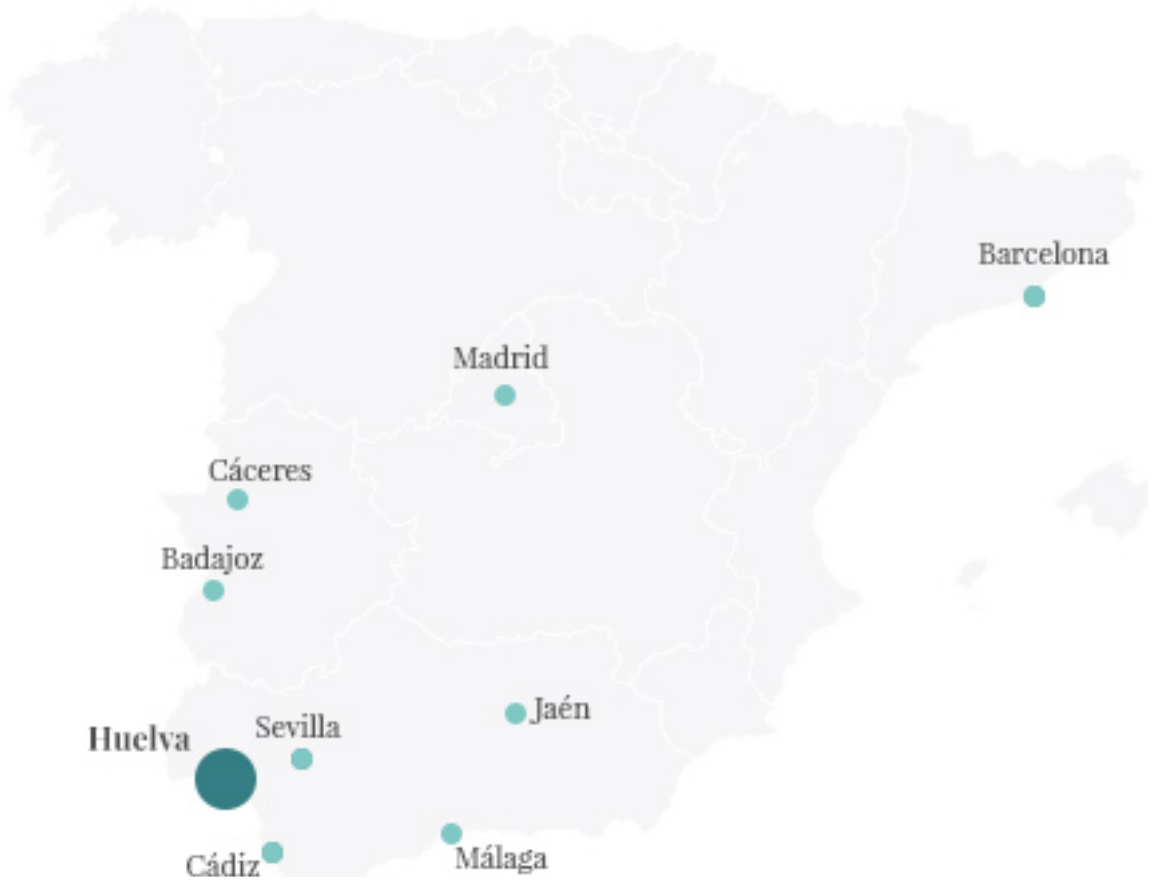 Barcelona
Madrid
Cáceres
Badajoz
Jaén
Sevilla
Huelva
Málaga
Cádiz